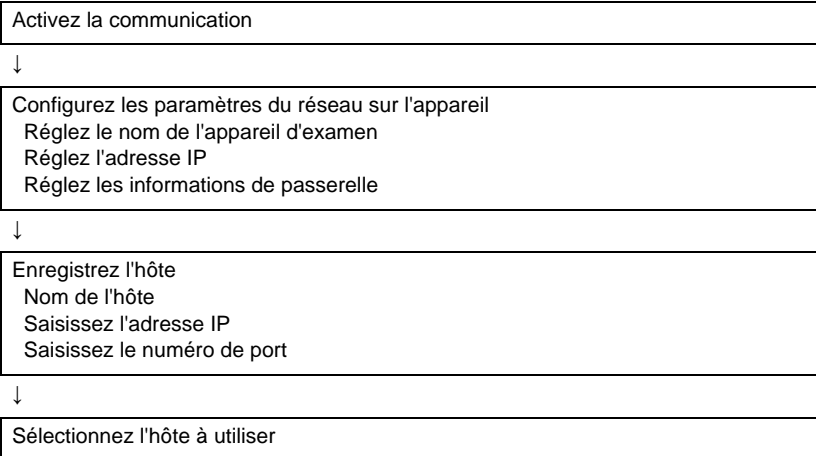 Activez la communication
↓
Configurez les paramètres du réseau sur l'appareil
Réglez le nom de l'appareil d'examen
Réglez l'adresse IP
Réglez les informations de passerelle
↓
Enregistrez l'hôte
Nom de l'hôte
Saisissez l'adresse IP
Saisissez le numéro de port
↓
Sélectionnez l'hôte à utiliser